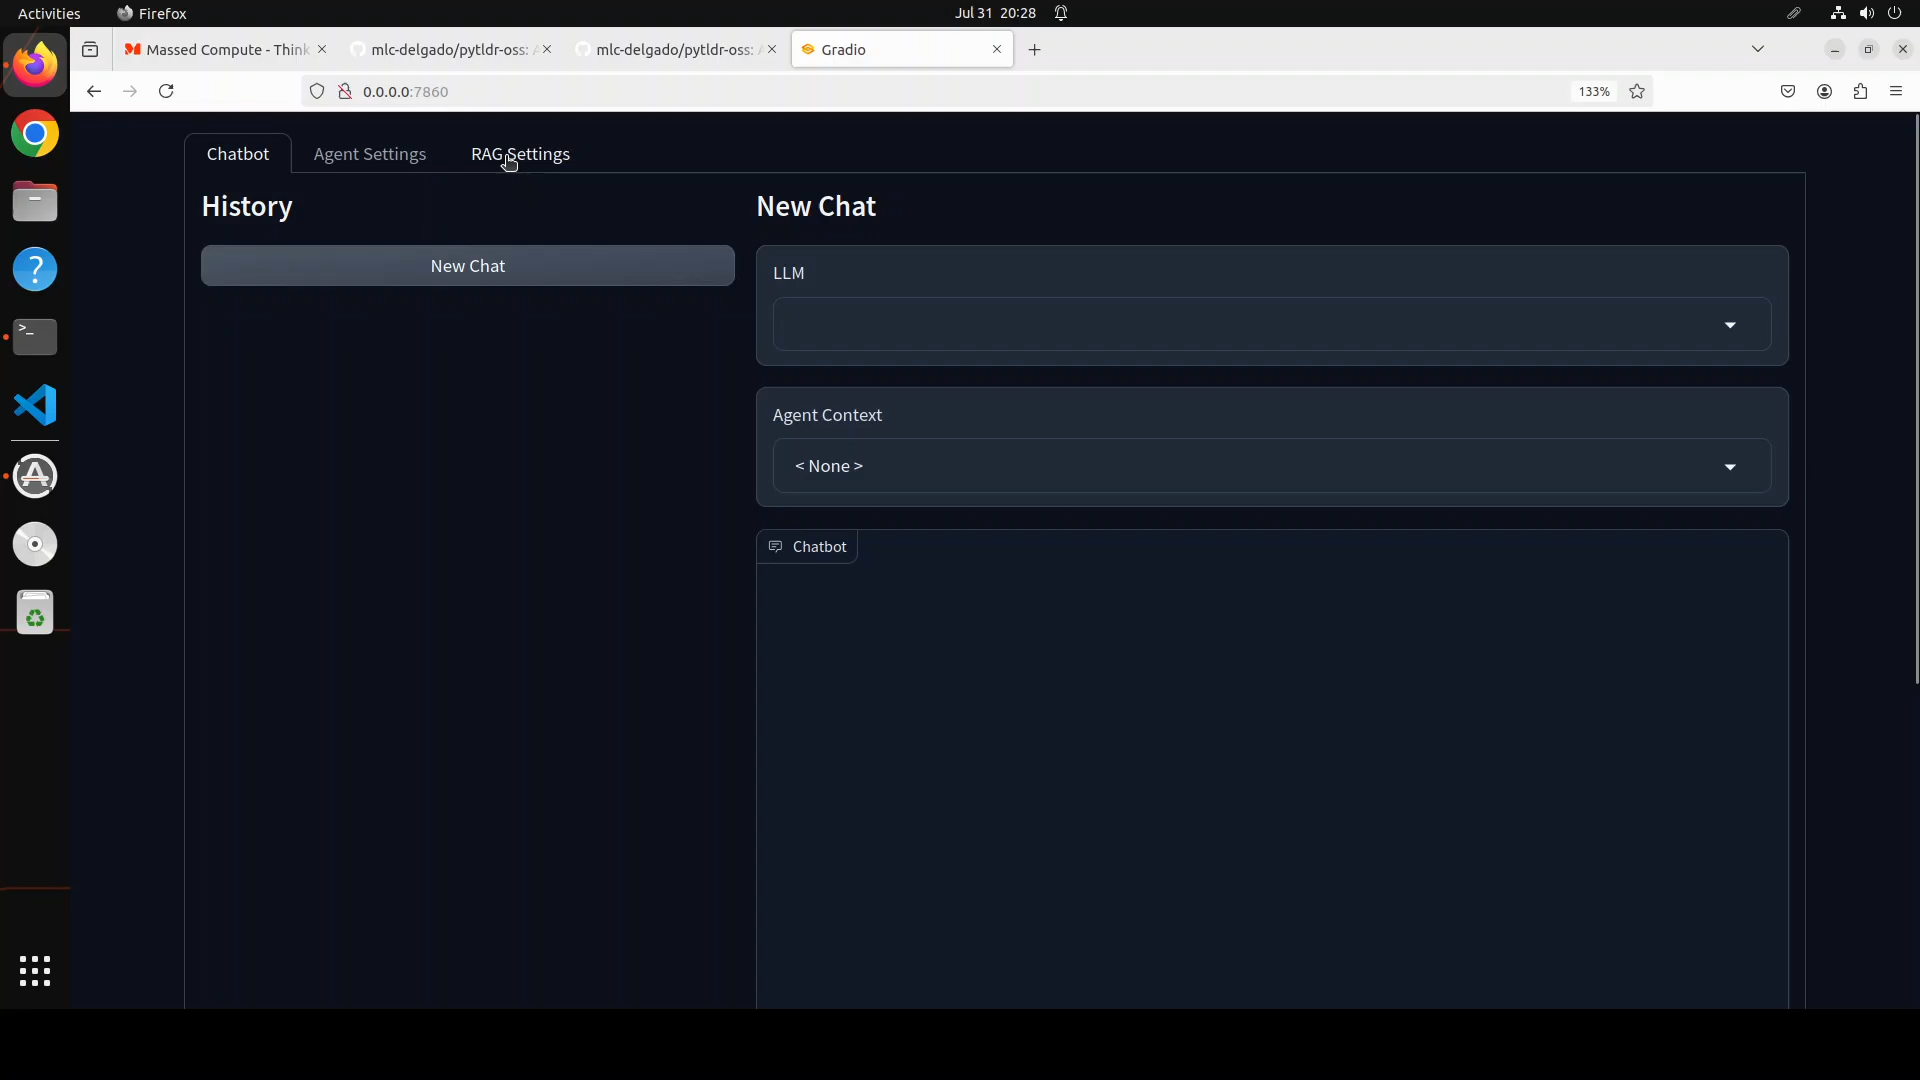 Activities
Firefox
Jul 31 20:28
Massed Compute - Think
mlc-delgado/pytldr-oss: A
mlc-delgado/pytldr-oss: A
Gradio
0.0.0.0:7860
133%
Chatbot
Agent Settings
RAG Settings
History
New Chat
New Chat
LLM
Agent Context
< None >
Chatbot